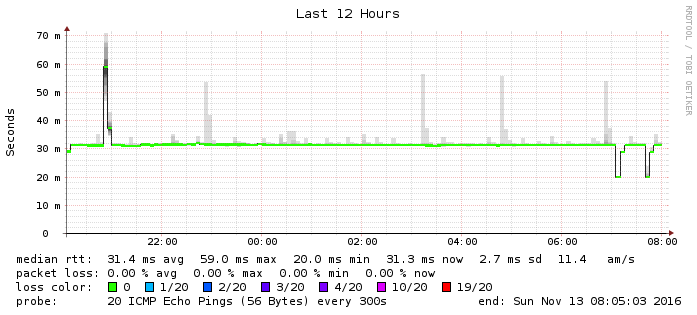 Last 12 Hours
RRDTOOL / TOBI OETIKER
Seconds
70 m
60 m
50 m
40 m
30 m
20 m
10 m
0
22:00 00:00 02:00 04:00 06:00 08:00
median rtt: 31.4 ms avg 59.0 ms max 20.0 ms min 31.3 ms now 2.7 ms sd 11.4 am/s
packet loss: 0.00 % avg 0.00 % max 0.00 % min 0.00 % now
loss color: 0 1/20 2/20 3/20 4/20 10/20 19/20
probe: 20 ICMP Echo Pings (56 Bytes) every 300s end: Sun Nov 13 08:05:03 2016